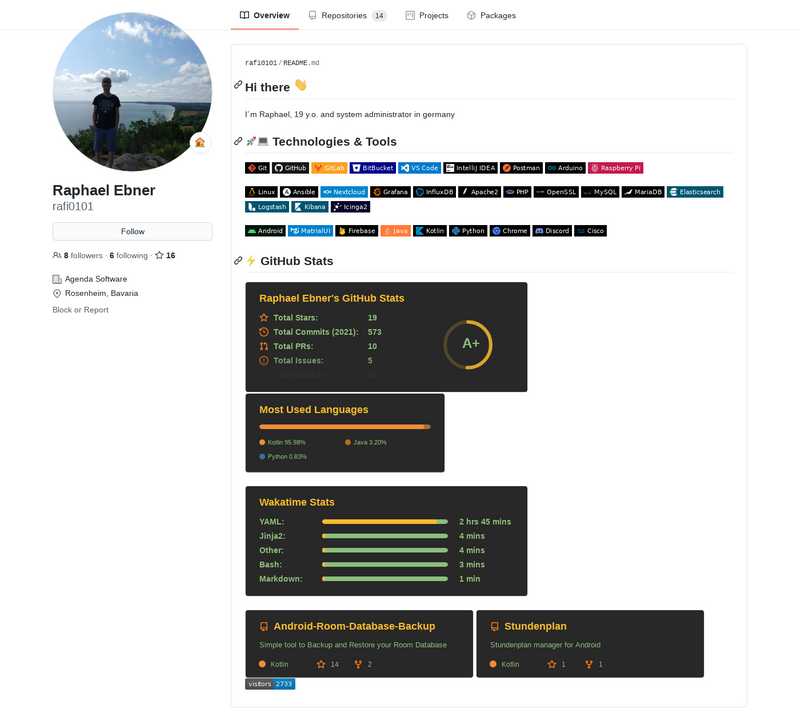 Overview Repositories 14 Projects Packages
Raphael Ebner
rafi0101
Follow
8 followers · 6 following · 16
Agenda Software
Rosenheim, Bavaria
Block or Report
rafi0101/README.md
Hi there
I´m Raphael, 19 y.o. and system administrator in germany
Technologies & Tools
Git GitHub GitLab BitBucket VS Code IntelliJ IDEA Postman Arduino Raspberry Pi
Linux Ansible Nextcloud Grafana InfluxDB Apache2 PHP OpenSSL MySQL MariaDB Elasticsearch
Logstash Kibana Icinga2
Android MatrialUI Firebase Java Kotlin Python Chrome Discord Cisco
GitHub Stats
Raphael Ebner's GitHub Stats
Total Stars: 19
Total Commits (2021): 573
Total PRs: 10
Total Issues: 5
A+
Most Used Languages
Kotlin 95.98% Java 3.20%
Python 0.83%
Wakatime Stats
YAML: 2 hrs 45 mins
Jinja2: 4 mins
Other: 4 mins
Bash: 3 mins
Markdown: 1 min
Android-Room-Database-Backup
Simple tool to Backup and Restore your Room Database
Kotlin 14 2
Stundenplan
Stundenplan manager for Android
Kotlin 1 1
visitors 2733